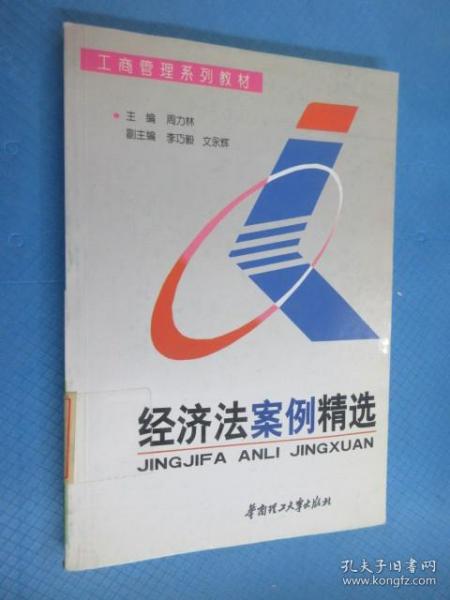 工商管理系列教材
主 编 周力林
副主编 李巧毅 文永辉
经济法案例精选
JINGJIFA ANLI JINGXUAN
华南理工大学出版社
孔夫子旧书网
www.kongfz.com